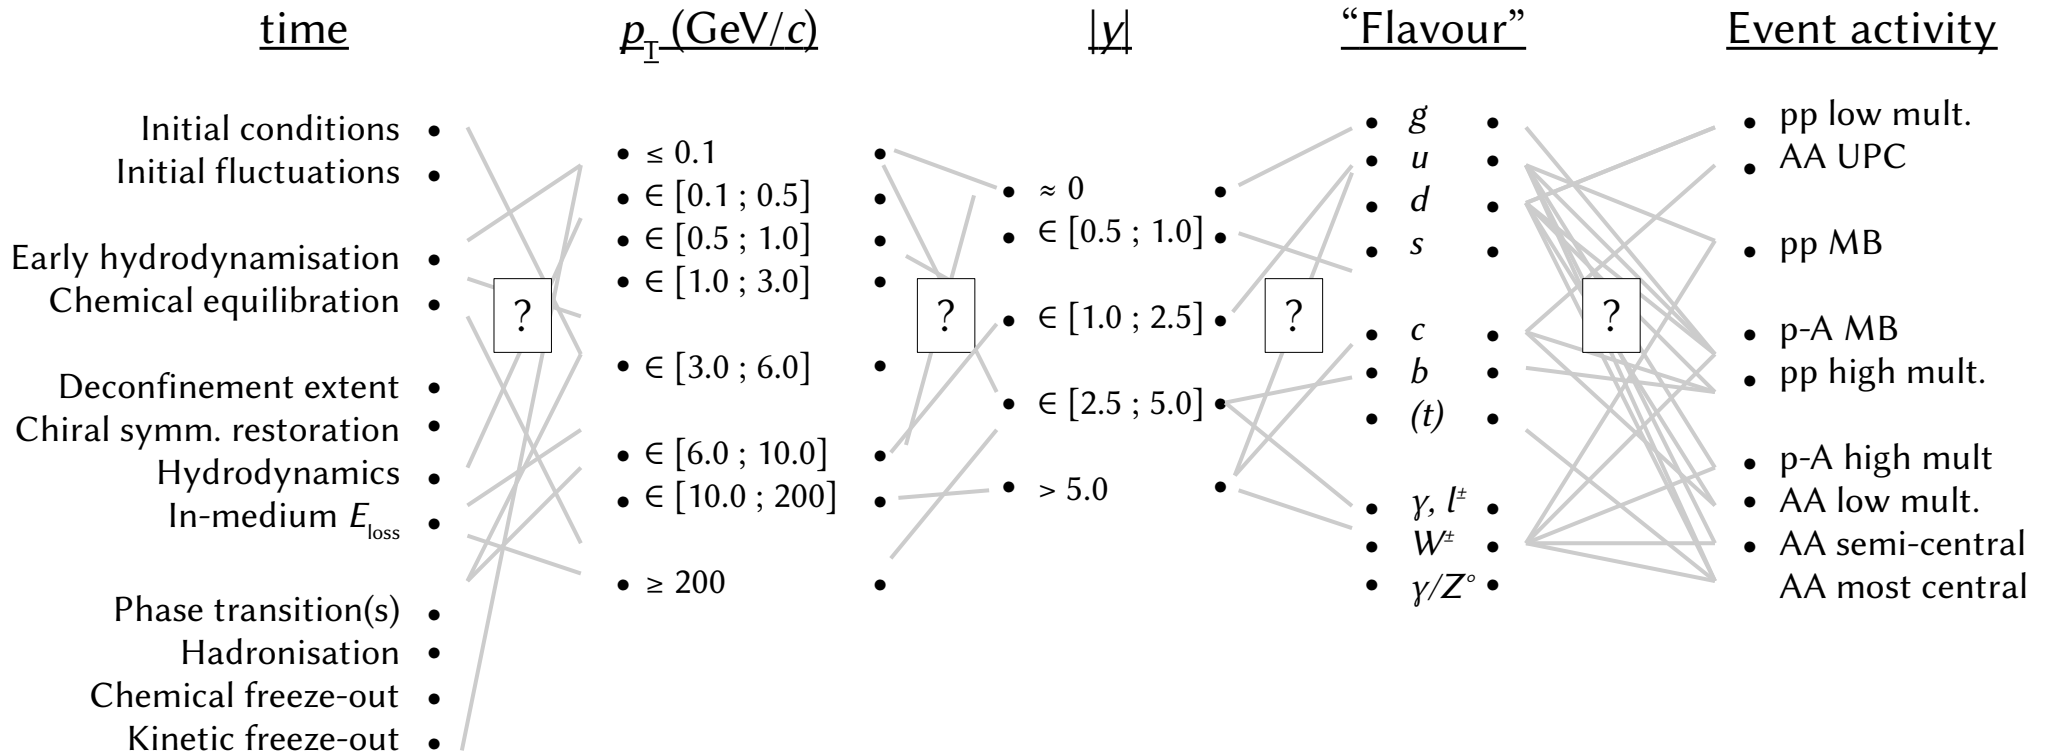 time
Initial conditions •
Initial fluctuations •
Early hydrodynamisation •
Chemical equilibration •
Deconfinement extent •
Chiral symm. restoration •
Hydrodynamics •
In-medium E_loss •
Phase transition(s) •
Hadronisation •
Chemical freeze-out •
Kinetic freeze-out •
?
p_T (GeV/c)
• ≤ 0.1 •
• ∈ [0.1 ; 0.5] •
• ∈ [0.5 ; 1.0] •
• ∈ [1.0 ; 3.0] •
• ∈ [3.0 ; 6.0] •
• ∈ [6.0 ; 10.0] •
• ∈ [10.0 ; 200] •
• ≥ 200 •
?
|y|
• ≈ 0 •
• ∈ [0.5 ; 1.0] •
• ∈ [1.0 ; 2.5] •
• ∈ [2.5 ; 5.0] •
• > 5.0 •
?
“Flavour”
• g •
• u •
• d •
• s •
• c •
• b •
• (t) •
• γ, l± •
• W± •
• γ/Z° •
?
Event activity
• pp low mult.
• AA UPC
• pp MB
• p-A MB
• pp high mult.
• p-A high mult
• AA low mult.
• AA semi-central
AA most central